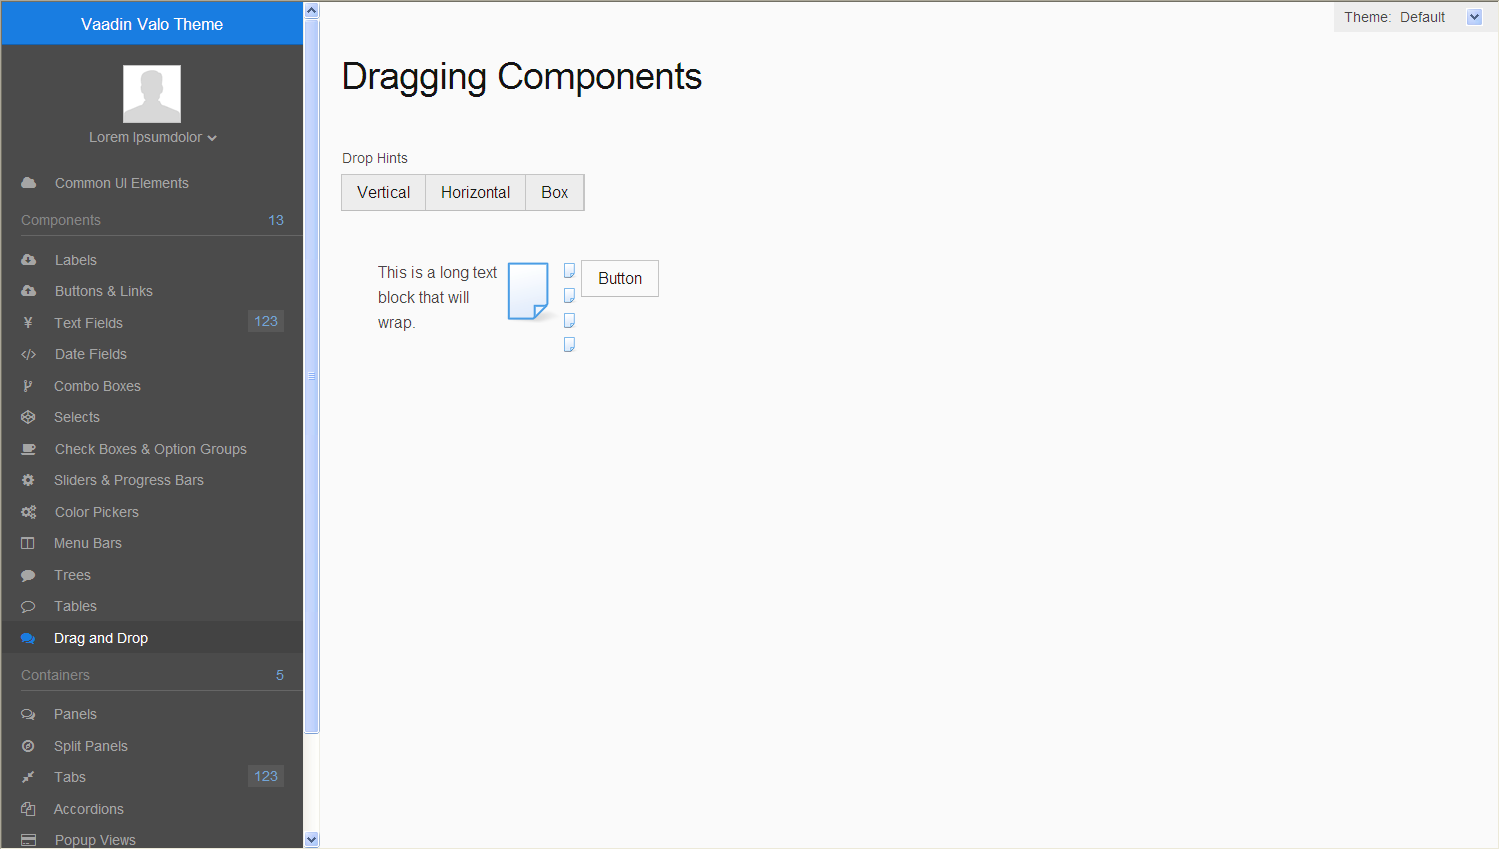 Vaadin Valo Theme
Lorem Ipsumdolor
Common UI Elements
Components 13
Labels
Buttons & Links
Text Fields 123
Date Fields
Combo Boxes
Selects
Check Boxes & Option Groups
Sliders & Progress Bars
Color Pickers
Menu Bars
Trees
Tables
Drag and Drop
Containers 5
Panels
Split Panels
Tabs 123
Accordions
Popup Views
Theme: Default
Dragging Components
Drop Hints
Vertical Horizontal Box
This is a long text
block that will
wrap.
Button